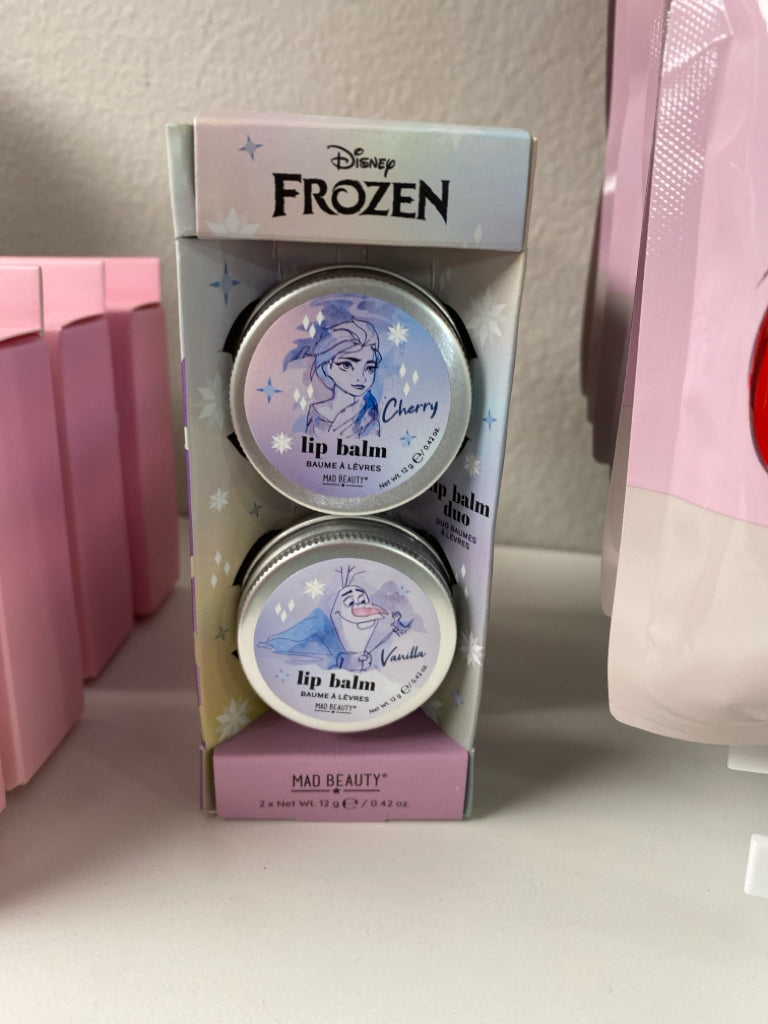 Disney
FROZEN
Cherry
lip balm
BAUME À LÈVRES
MAD BEAUTY®
Net Wt. 12 g ℮/ 0.42 oz.
lip balm
duo
DUO BAUMES
À LÈVRES
Vanilla
lip balm
BAUME À LÈVRES
MAD BEAUTY®
Net Wt. 12 g ℮/ 0.42 oz.
MAD BEAUTY®
2 x Net Wt. 12 g ℮ / 0.42 oz.